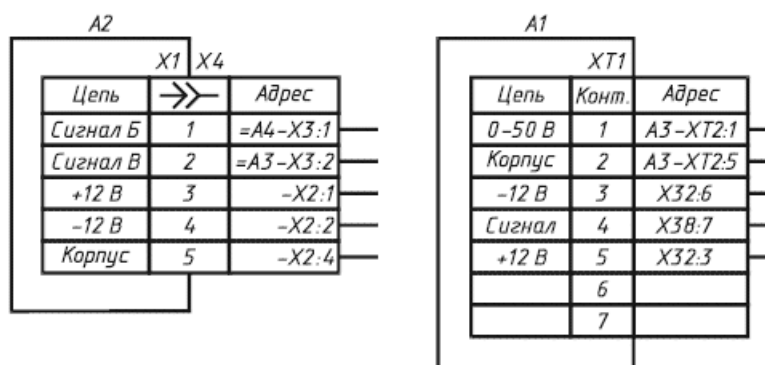 A2
X1 X4
Цепь Адрес
Сигнал Б 1 =A4-X3:1
Сигнал В 2 =A3-X3:2
+12 В 3 -X2:1
-12 В 4 -X2:2
Корпус 5 -X2:4
A1
XT1
Цепь Конт. Адрес
0-50 В 1 A3-XT2:1
Корпус 2 A3-XT2:5
-12 В 3 X32:6
Сигнал 4 X38:7
+12 В 5 X32:3
6
7